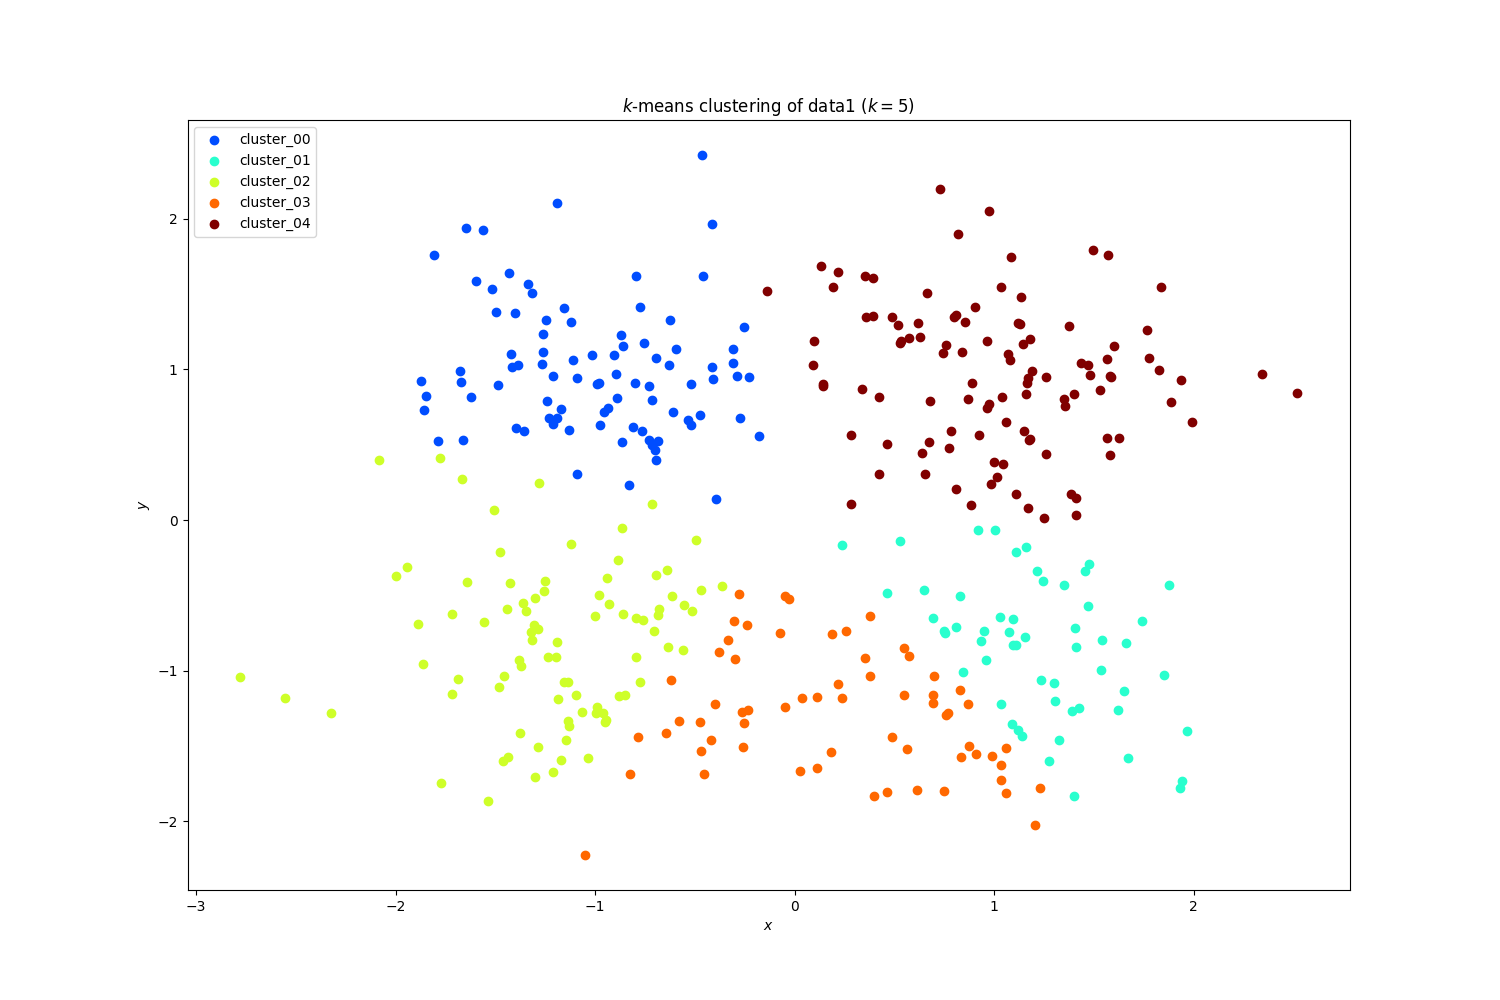 k-means clustering of data1 (k = 5)
cluster_00
cluster_01
cluster_02
cluster_03
cluster_04
2
1
0
−1
−2
y
−3 −2 −1 0 1 2
x